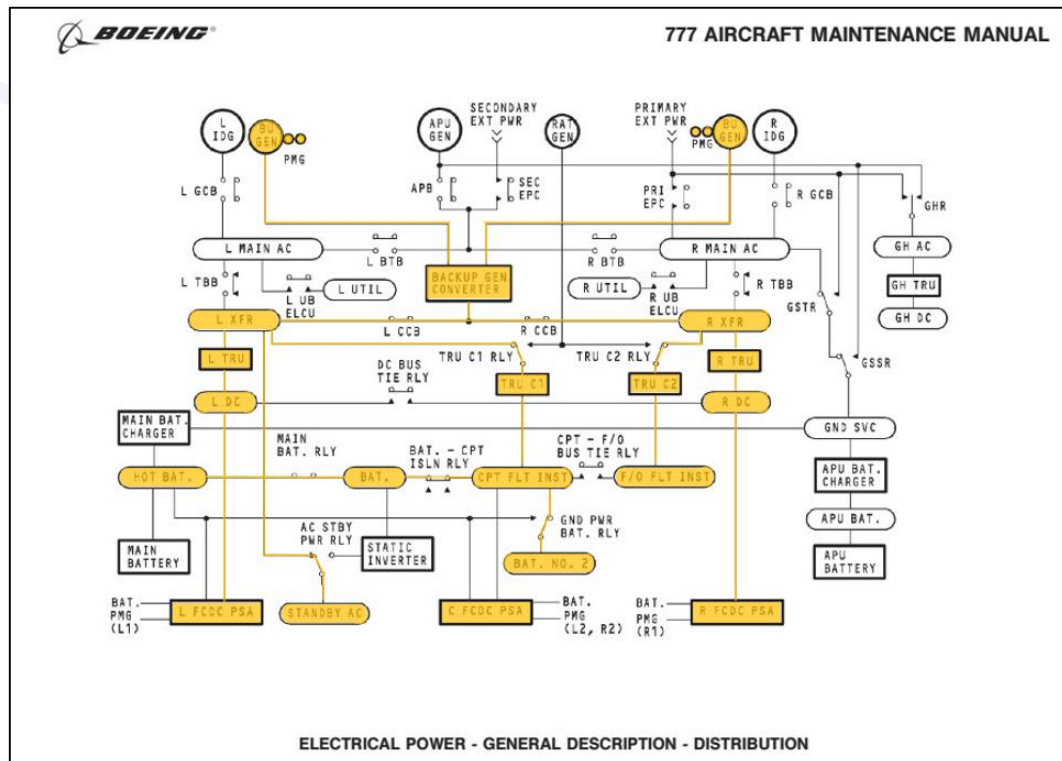 BOEING®
777 AIRCRAFT MAINTENANCE MANUAL
L
IDG
BU
GEN
PMG
APU
GEN
SECONDARY
EXT PWR
RAT
GEN
PRIMARY
EXT PWR
PMG
BU
GEN
R
IDG
L GCB
APB
SEC
EPC
PRI
EPC
R GCB
GHR
L MAIN AC
L BTB
R BTB
R MAIN AC
GH AC
L TBB
L UB
ELCU
L UTIL
BACKUP GEN
CONVERTER
R UTIL
R UB
ELCU
R TBB
GSTR
GH TRU
GH DC
L XFR
L CCB
R CCB
R XFR
L TRU
TRU C1 RLY
TRU C2 RLY
R TRU
GSSR
DC BUS
TIE RLY
TRU C1
TRU C2
L DC
R DC
MAIN BAT.
CHARGER
GND SVC
MAIN
BAT. RLY
BAT. - CPT
ISLN RLY
CPT - F/O
BUS TIE RLY
HOT BAT.
BAT.
CPT FLT INST
F/O FLT INST
APU BAT.
CHARGER
APU BAT.
MAIN
BATTERY
AC STBY
PWR RLY
STATIC
INVERTER
GND PWR
BAT. RLY
BAT. NO. 2
APU
BATTERY
BAT.
PMG
(L1)
L FCDC PSA
STANDBY AC
C FCDC PSA
BAT.
PMG
(L2, R2)
BAT.
PMG
(R1)
R FCDC PSA
ELECTRICAL POWER - GENERAL DESCRIPTION - DISTRIBUTION